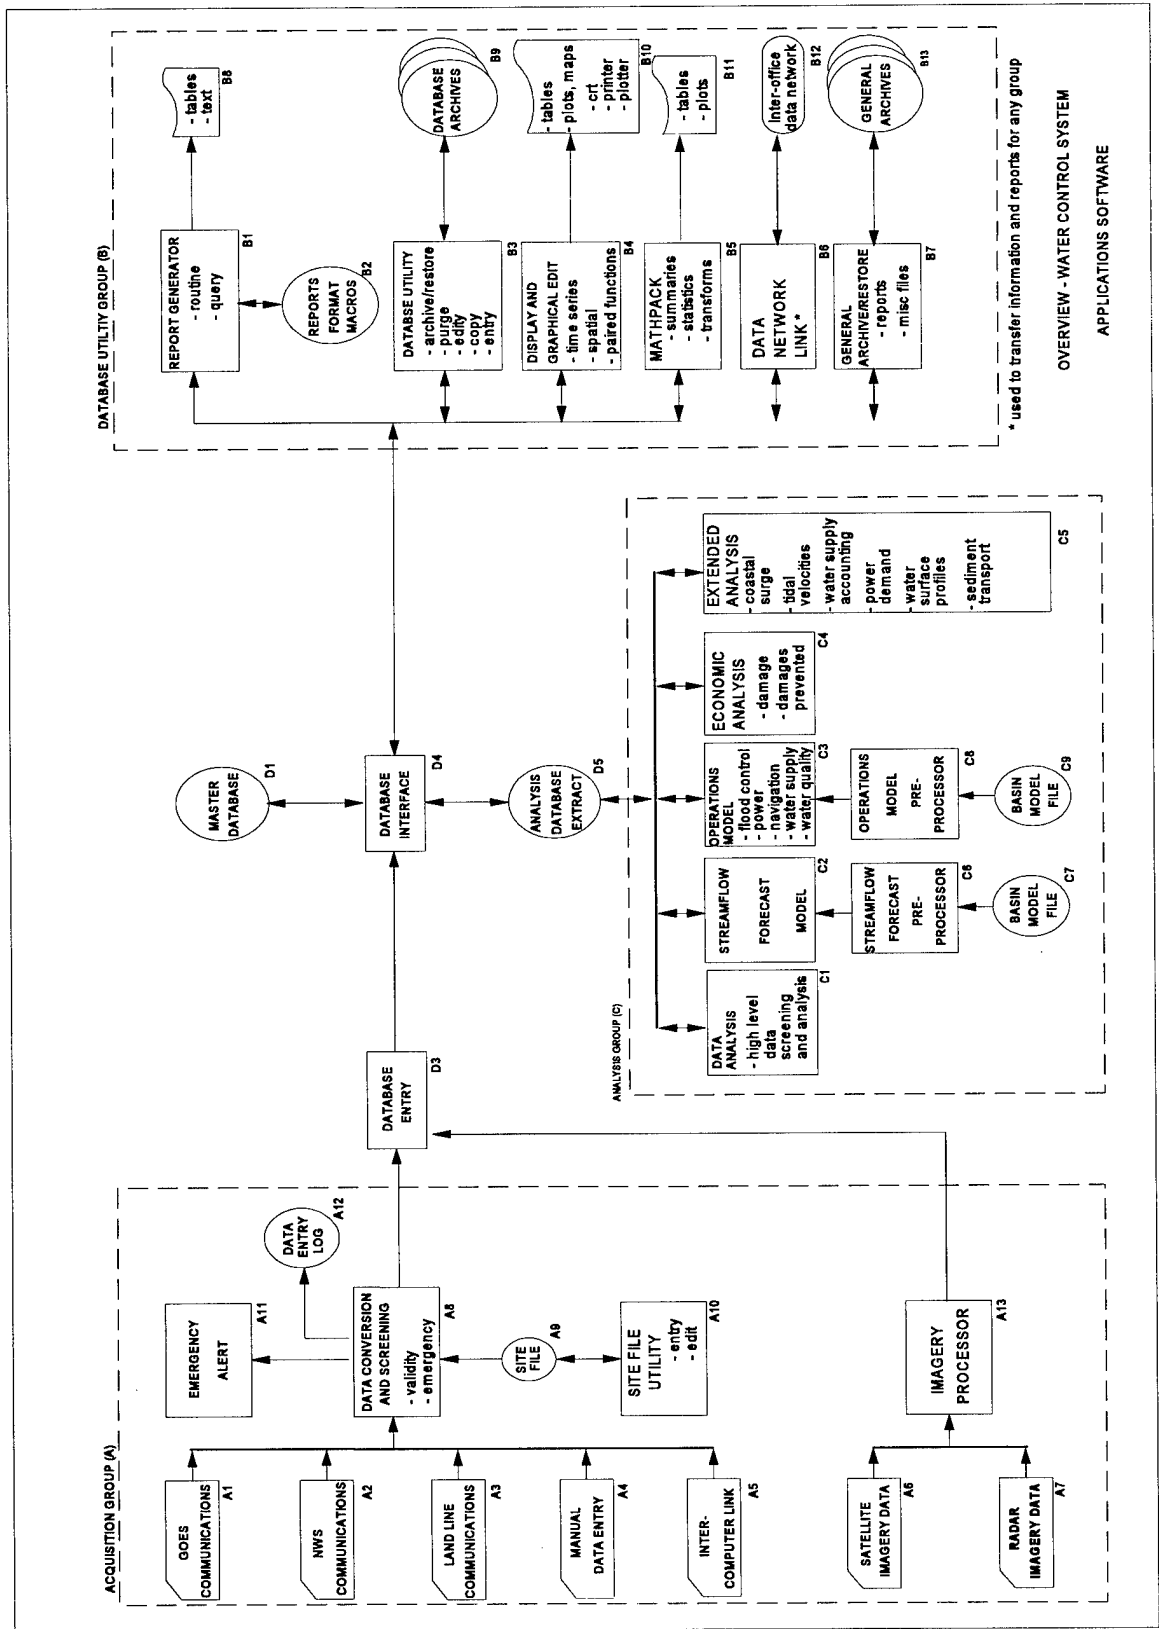 ACQUISITION GROUP (A)
GOES
COMMUNICATIONS
A1
NWS
COMMUNICATIONS
A2
LAND LINE
COMMUNICATIONS
A3
MANUAL
DATA ENTRY
A4
INTER-
COMPUTER LINK
A5
SATELLITE
IMAGERY DATA
A6
RADAR
IMAGERY DATA
A7
EMERGENCY
ALERT
A11
DATA
ENTRY
LOG
A12
DATA CONVERSION
AND SCREENING
- validity
- emergency
A8
SITE
FILE
A9
SITE FILE
UTILITY
- entry
- edit
A10
IMAGERY
PROCESSOR
A13
DATABASE
ENTRY
D3
MASTER
DATABASE
D1
DATABASE
INTERFACE
D4
ANALYSIS
DATABASE
EXTRACT
D5
ANALYSIS GROUP (C)
DATA
ANALYSIS
- high level
data
screening
and analysis
C1
STREAMFLOW
FORECAST
MODEL
C2
STREAMFLOW
FORECAST
PRE-
PROCESSOR
C6
BASIN
MODEL
FILE
C7
OPERATIONS
MODEL
- flood control
- power
- navigation
- water supply
- water quality
C3
OPERATIONS
MODEL
PRE-
PROCESSOR
C8
BASIN
MODEL
FILE
C9
ECONOMIC
ANALYSIS
- damage
- damages
prevented
C4
EXTENDED
ANALYSIS
- coastal
surge
- tidal
velocities
- water supply
accounting
- power
demand
- water
surface
profiles
- sediment
transport
C5
DATABASE UTILTIY GROUP (B)
REPORT GENERATOR
- routine
- query
B1
- tables
- text
B8
REPORTS
FORMAT
MACROS
B2
DATABSE UTILITY
- archive/restore
- purge
- edity
- copy
- entry
B3
DATABASE
ARCHIVES
B9
DISPLAY AND
GRAPHICAL EDIT
- time series
- spatial
- paired functions
B4
- tables
- plots, maps
- crt
- printer
- plotter
B10
MATHPACK
- summaries
- statistics
- transforms
B5
- tables
- plots
B11
DATA
NETWORK
LINK *
B6
Inter-office
data network
B12
GENERAL
ARCHIVE/RESTORE
- reports
- misc files
B7
GENERAL
ARCHIVES
B13
* used to transfer information and reports for any group
OVERVIEW - WATER CONTROL SYSTEM
APPLICATIONS SOFTWARE